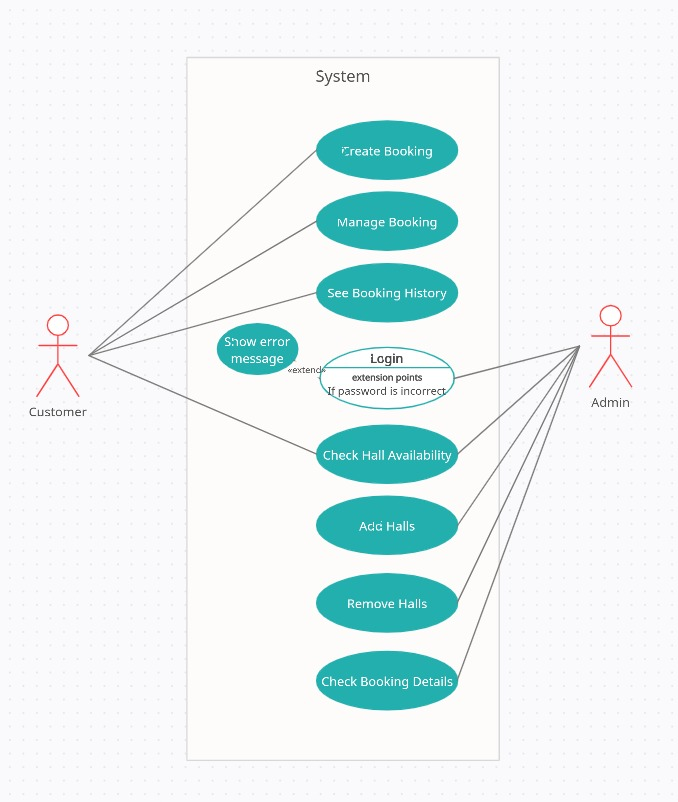 System
Create Booking
Manage Booking
See Booking History
Show error
message
«extend»
Login
extension points
If password is incorrect
Customer
Admin
Check Hall Availability
Add Halls
Remove Halls
Check Booking Details